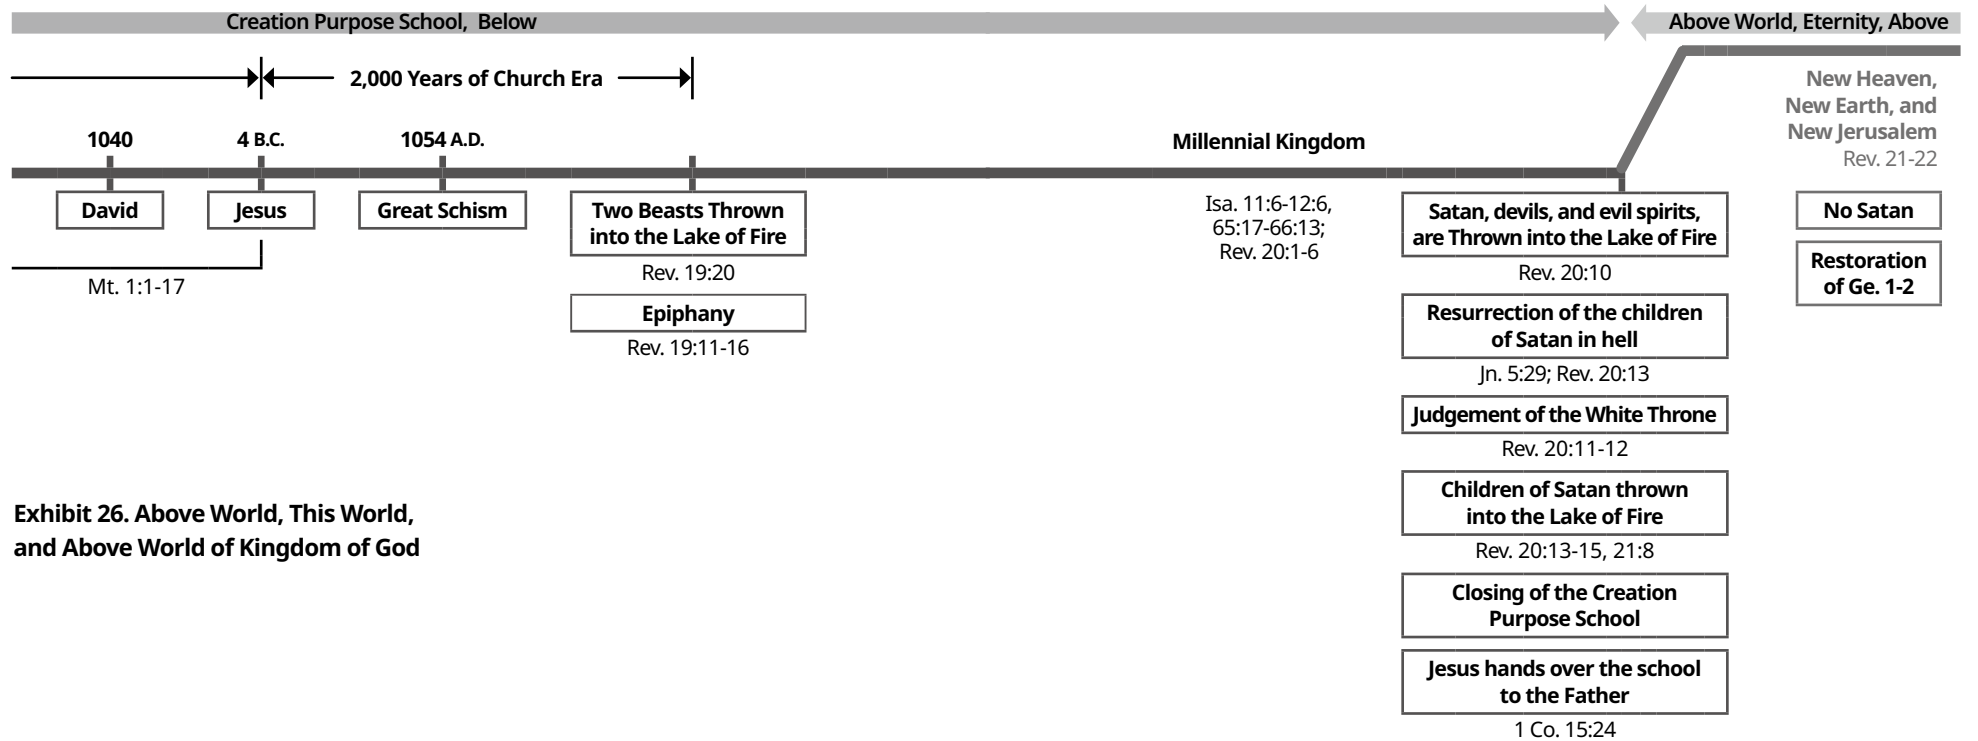 Creation Purpose School, Below
Above World, Eternity, Above
2,000 Years of Church Era
New Heaven,
New Earth, and
New Jerusalem
Rev. 21-22
1040
4 B.C.
1054 A.D.
Millennial Kingdom
David
Jesus
Great Schism
Mt. 1:1-17
Two Beasts Thrown
into the Lake of Fire
Rev. 19:20
Epiphany
Rev. 19:11-16
Isa. 11:6-12:6,
65:17-66:13;
Rev. 20:1-6
Satan, devils, and evil spirits,
are Thrown into the Lake of Fire
Rev. 20:10
Resurrection of the children
of Satan in hell
Jn. 5:29; Rev. 20:13
Judgement of the White Throne
Rev. 20:11-12
Children of Satan thrown
into the Lake of Fire
Rev. 20:13-15, 21:8
Closing of the Creation
Purpose School
Jesus hands over the school
to the Father
1 Co. 15:24
No Satan
Restoration
of Ge. 1-2
Exhibit 26. Above World, This World,
and Above World of Kingdom of God